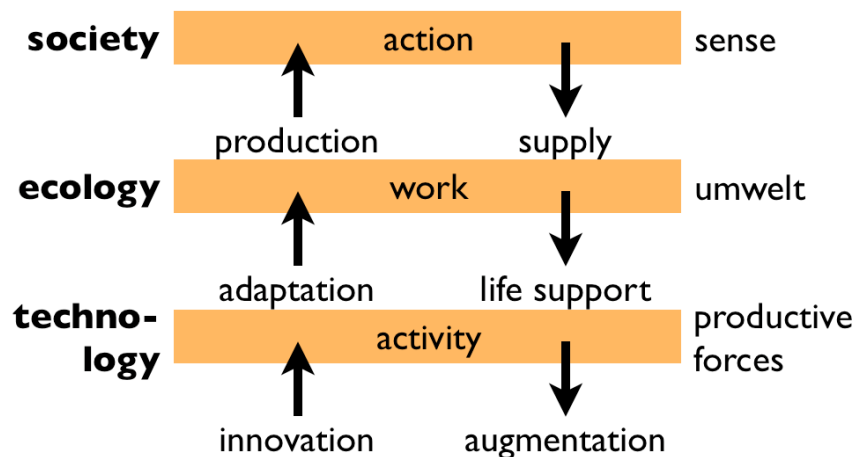 society action sense
production supply
ecology work umwelt
adaptation life support
techno-
logy activity productive
forces
innovation augmentation